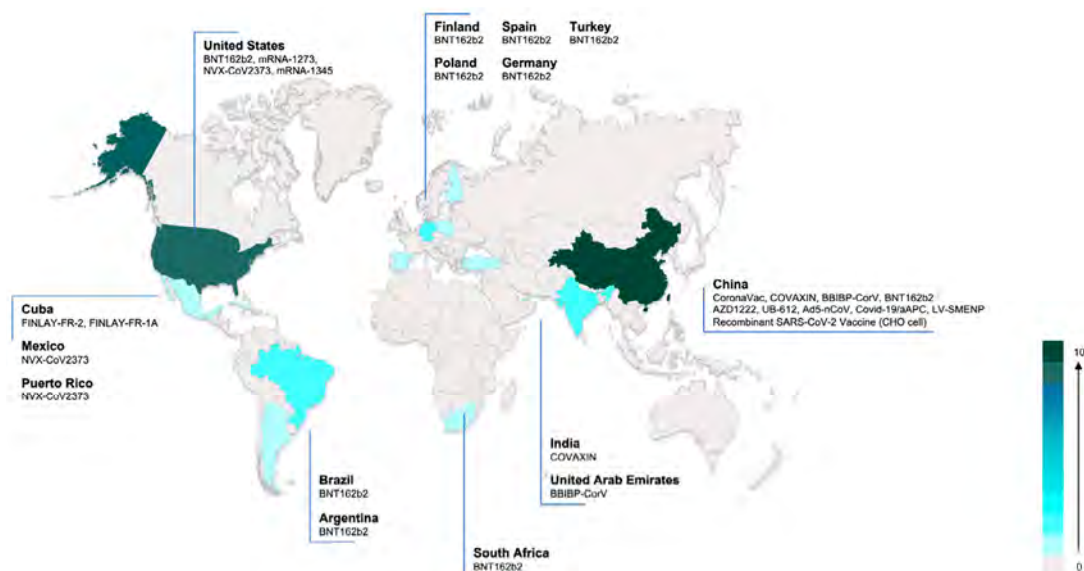 Finland Spain Turkey
BNT162b2 BNT162b2 BNT162b2
Poland Germany
BNT162b2 BNT162b2
United States
BNT162b2, mRNA-1273,
NVX-CoV2373, mRNA-1345
Cuba
FINLAY-FR-2, FINLAY-FR-1A
Mexico
NVX-CoV2373
Puerto Rico
NVX-CoV2373
China
CoronaVac, COVAXIN, BBIBP-CorV, BNT162b2
AZD1222, UB-612, Ad5-nCoV, Covid-19/aAPC, LV-SMENP
Recombinant SARS-CoV-2 Vaccine (CHO cell)
India
COVAXIN
United Arab Emirates
BBIBP-CorV
Brazil
BNT162b2
Argentina
BNT162b2
South Africa
BNT162b2
10
0